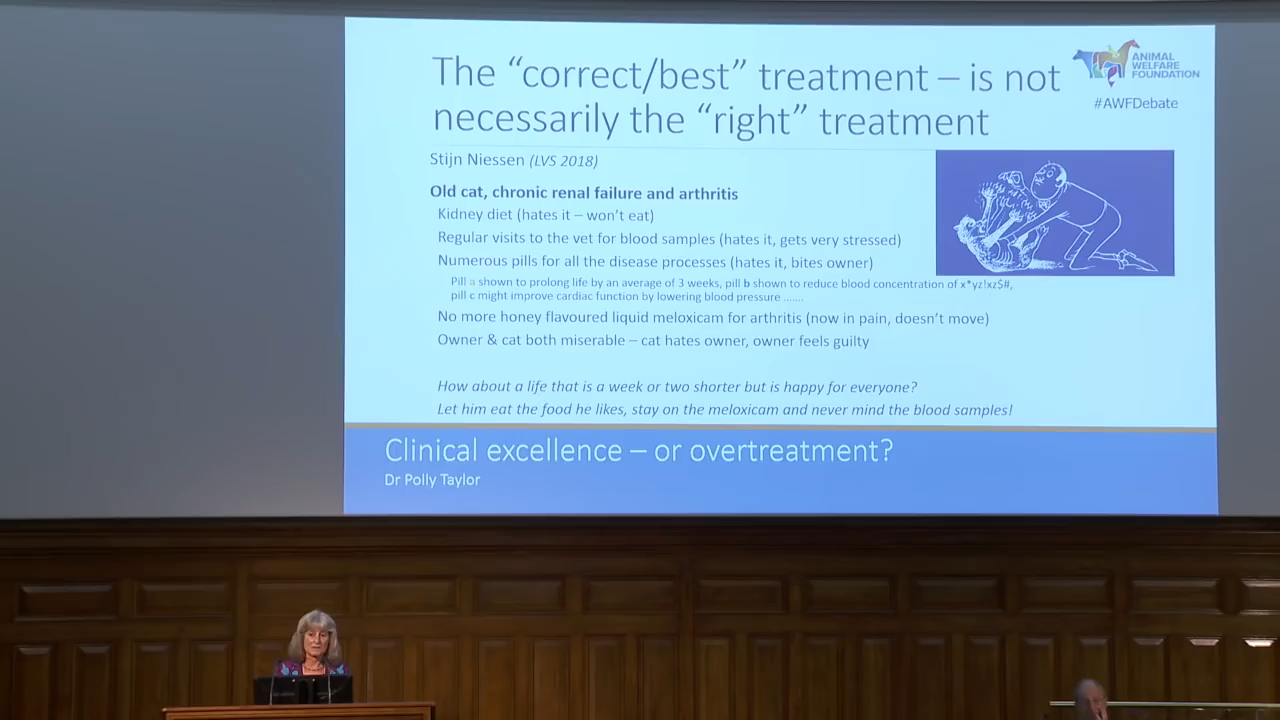 The “correct/best” treatment – is not
necessarily the “right” treatment
ANIMAL
WELFARE
FOUNDATION
#AWFDebate
Stijn Niessen (LVS 2018)
Old cat, chronic renal failure and arthritis
Kidney diet (hates it – won’t eat)
Regular visits to the vet for blood samples (hates it, gets very stressed)
Numerous pills for all the disease processes (hates it, bites owner)
Pill a shown to prolong life by an average of 3 weeks, pill b shown to reduce blood concentration of x*yz!xz$#,
pill c might improve cardiac function by lowering blood pressure .......
No more honey flavoured liquid meloxicam for arthritis (now in pain, doesn’t move)
Owner & cat both miserable – cat hates owner, owner feels guilty
How about a life that is a week or two shorter but is happy for everyone?
Let him eat the food he likes, stay on the meloxicam and never mind the blood samples!
Clinical excellence – or overtreatment?
Dr Polly Taylor